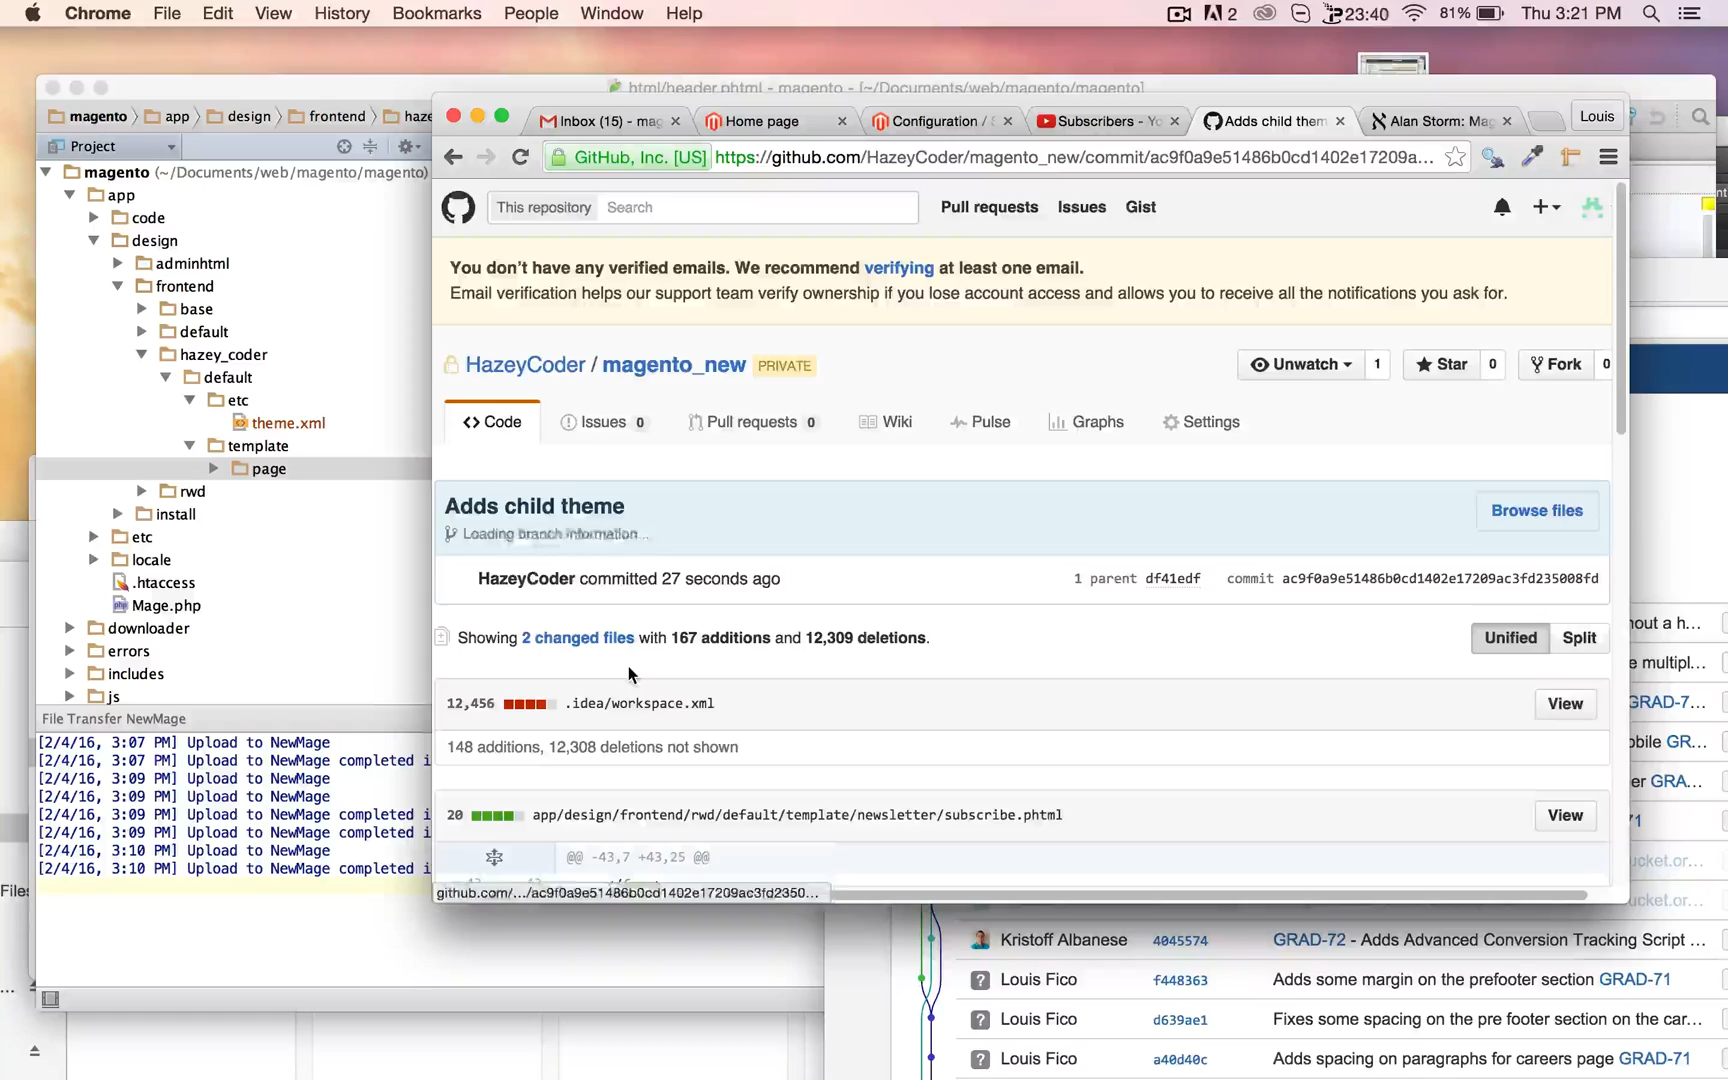 Chrome File Edit View History Bookmarks People Window Help
2 23:40 81% Thu 3:21 PM
html/header.phtml - magento - [~/Documents/web/magento/magento]
magento app design frontend haze
Project
magento (~/Documents/web/magento/magento)
app
code
design
adminhtml
frontend
base
default
hazey_coder
default
etc
theme.xml
template
page
rwd
install
etc
locale
.htaccess
Mage.php
downloader
errors
includes
js
File Transfer NewMage
[2/4/16, 3:07 PM] Upload to NewMage
[2/4/16, 3:07 PM] Upload to NewMage completed i
[2/4/16, 3:09 PM] Upload to NewMage
[2/4/16, 3:09 PM] Upload to NewMage
[2/4/16, 3:09 PM] Upload to NewMage completed i
[2/4/16, 3:09 PM] Upload to NewMage completed i
[2/4/16, 3:10 PM] Upload to NewMage
[2/4/16, 3:10 PM] Upload to NewMage completed i
Files
Inbox (15) - mag Home page Configuration / S Subscribers - Yo Adds child them Alan Storm: Mag Louis
GitHub, Inc. [US] https://github.com/HazeyCoder/magento_new/commit/ac9f0a9e51486b0cd1402e17209a...
This repository Search Pull requests Issues Gist
You don't have any verified emails. We recommend verifying at least one email.
Email verification helps our support team verify ownership if you lose account access and allows you to receive all the notifications you ask for.
HazeyCoder / magento_new PRIVATE Unwatch 1 Star 0 Fork 0
Code Issues 0 Pull requests 0 Wiki Pulse Graphs Settings
Adds child theme Browse files
Loading branch information...
HazeyCoder committed 27 seconds ago 1 parent df41edf commit ac9f0a9e51486b0cd1402e17209ac3fd235008fd
Showing 2 changed files with 167 additions and 12,309 deletions. Unified Split
12,456 .idea/workspace.xml View
148 additions, 12,308 deletions not shown
20 app/design/frontend/rwd/default/template/newsletter/subscribe.phtml View
@@ -43,7 +43,25 @@
github.com/.../ac9f0a9e51486b0cd1402e17209ac3fd2350...
hout a h...
e multipl...
GRAD-7...
obile GR...
er GRA...
71
ucket.or...
ucket.or...
Kristoff Albanese 4045574 GRAD-72 - Adds Advanced Conversion Tracking Script ...
Louis Fico f448363 Adds some margin on the prefooter section GRAD-71
Louis Fico d639ae1 Fixes some spacing on the pre footer section on the car...
Louis Fico a40d40c Adds spacing on paragraphs for careers page GRAD-71